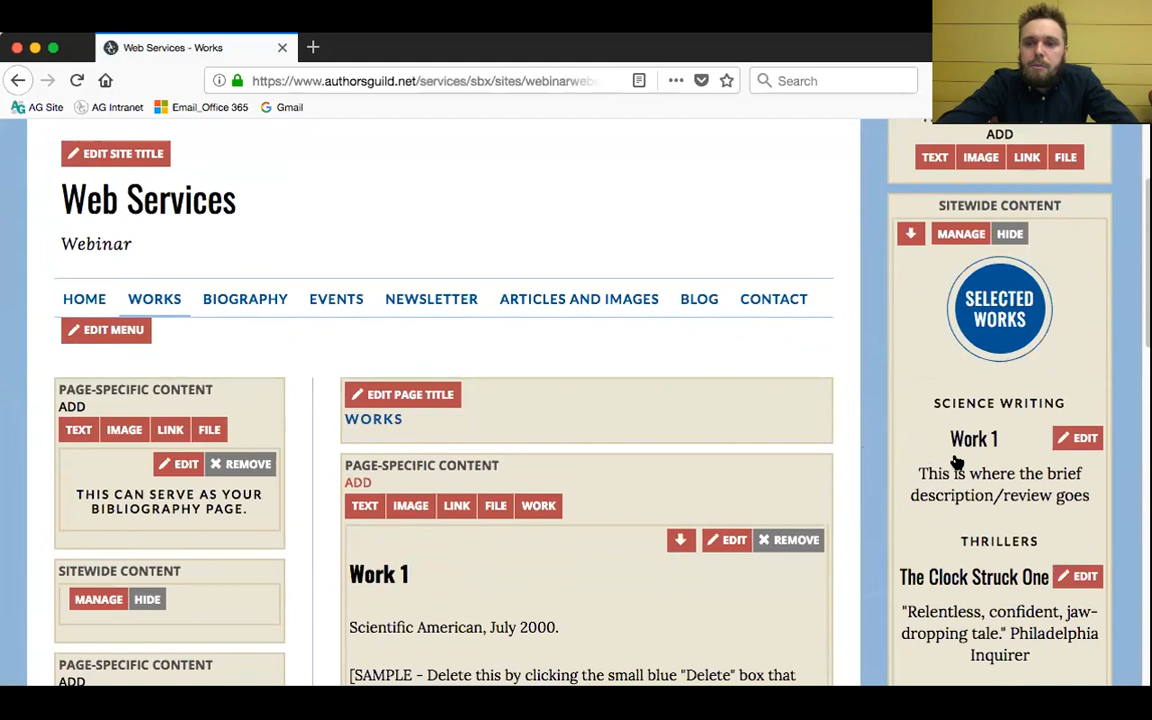 Web Services - Works
https://www.authorsguild.net/services/sbx/sites/webinarweb
Search
AG Site
AG Intranet
Email_Office 365
Gmail
EDIT SITE TITLE
Web Services
Webinar
HOME
WORKS
BIOGRAPHY
EVENTS
NEWSLETTER
ARTICLES AND IMAGES
BLOG
CONTACT
EDIT MENU
PAGE-SPECIFIC CONTENT
ADD
TEXT
IMAGE
LINK
FILE
EDIT
REMOVE
THIS CAN SERVE AS YOUR
BIBLIOGRAPHY PAGE.
SITEWIDE CONTENT
MANAGE
HIDE
PAGE-SPECIFIC CONTENT
ADD
EDIT PAGE TITLE
WORKS
PAGE-SPECIFIC CONTENT
ADD
TEXT
IMAGE
LINK
FILE
WORK
EDIT
REMOVE
Work 1
Scientific American, July 2000.
[SAMPLE - Delete this by clicking the small blue "Delete" box that
ADD
TEXT
IMAGE
LINK
FILE
SITEWIDE CONTENT
MANAGE
HIDE
SELECTED
WORKS
SCIENCE WRITING
Work 1
EDIT
This is where the brief
description/review goes
THRILLERS
The Clock Struck One
EDIT
"Relentless, confident, jaw-
dropping tale." Philadelphia
Inquirer